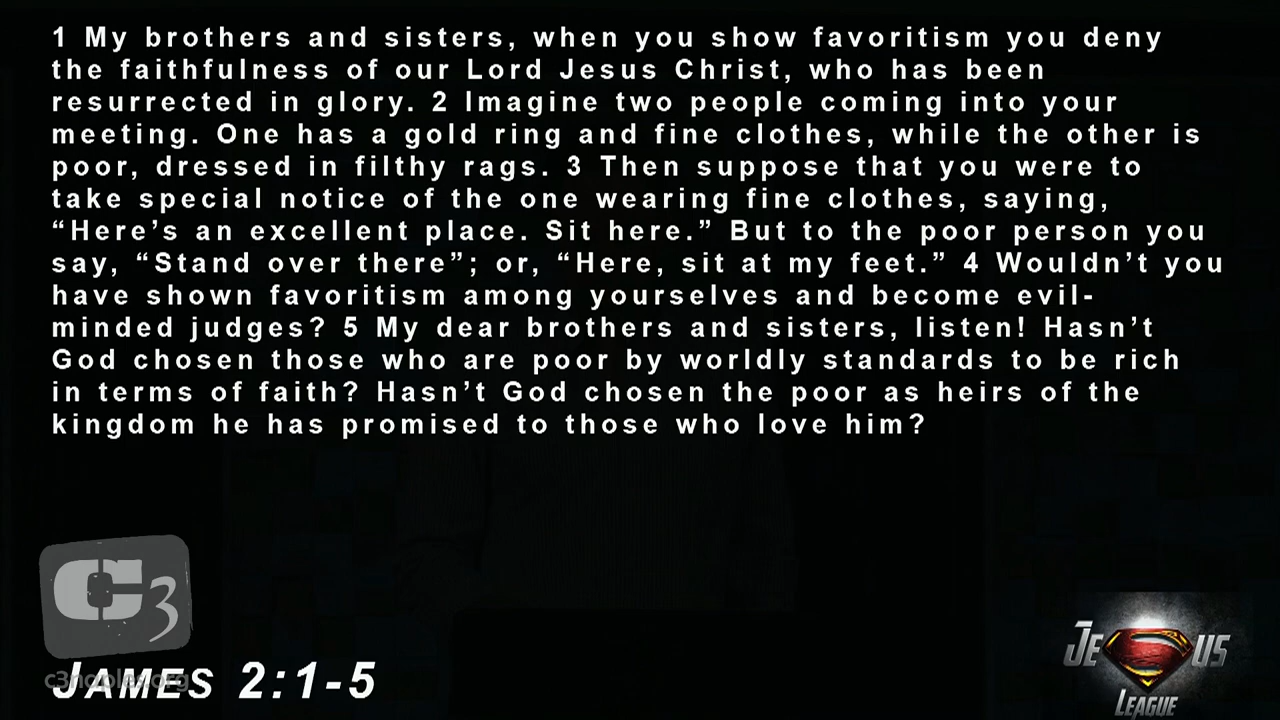 1 My brothers and sisters, when you show favoritism you deny
the faithfulness of our Lord Jesus Christ, who has been
resurrected in glory. 2 Imagine two people coming into your
meeting. One has a gold ring and fine clothes, while the other is
poor, dressed in filthy rags. 3 Then suppose that you were to
take special notice of the one wearing fine clothes, saying,
“Here’s an excellent place. Sit here.” But to the poor person you
say, “Stand over there”; or, “Here, sit at my feet.” 4 Wouldn’t you
have shown favoritism among yourselves and become evil-
minded judges? 5 My dear brothers and sisters, listen! Hasn’t
God chosen those who are poor by worldly standards to be rich
in terms of faith? Hasn’t God chosen the poor as heirs of the
kingdom he has promised to those who love him?
C3
c3naples.org
JAMES 2:1-5
JESUS
LEAGUE